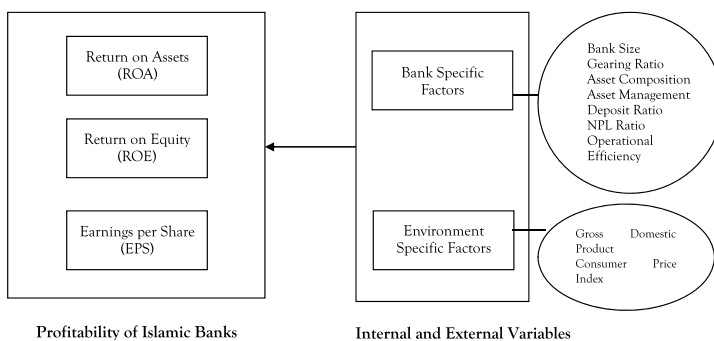 Return on Assets
(ROA)
Return on Equity
(ROE)
Earnings per Share
(EPS)
Profitability of Islamic Banks
Bank Specific
Factors
Environment
Specific Factors
Internal and External Variables
Bank Size
Gearing Ratio
Asset Composition
Asset Management
Deposit Ratio
NPL Ratio
Operational
Efficiency
Gross Domestic
Product
Consumer Price
Index